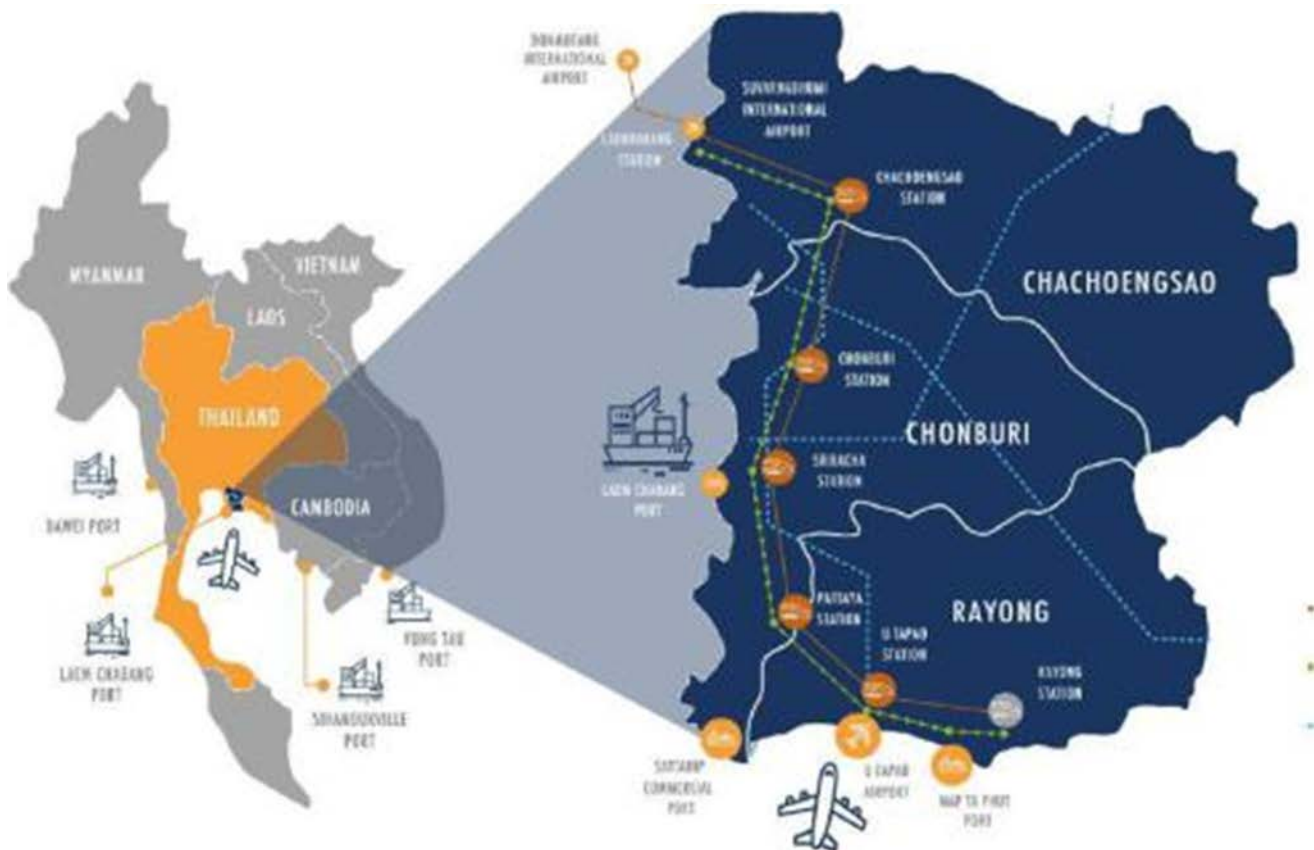 MYANMAR
VIETNAM
LAOS
THAILAND
CAMBODIA
DAWEI PORT
LAEM CHABANG
PORT
SIHANOUKVILLE
PORT
VUNG TAU
PORT
INTERNATIONAL
AIRPORT
INTERNATIONAL
AIRPORT
STATION
CHACHOENGSAO
STATION
CHACHOENGSAO
CHONBURI
STATION
CHONBURI
SRIRACHA
STATION
LAEM CHABANG
PORT
PATTAYA
STATION
RAYONG
U TAPAO
STATION
RAYONG
STATION
SATTAHIP
COMMERCIAL
PORT
U TAPAO
AIRPORT
MAP TA PHUT
PORT